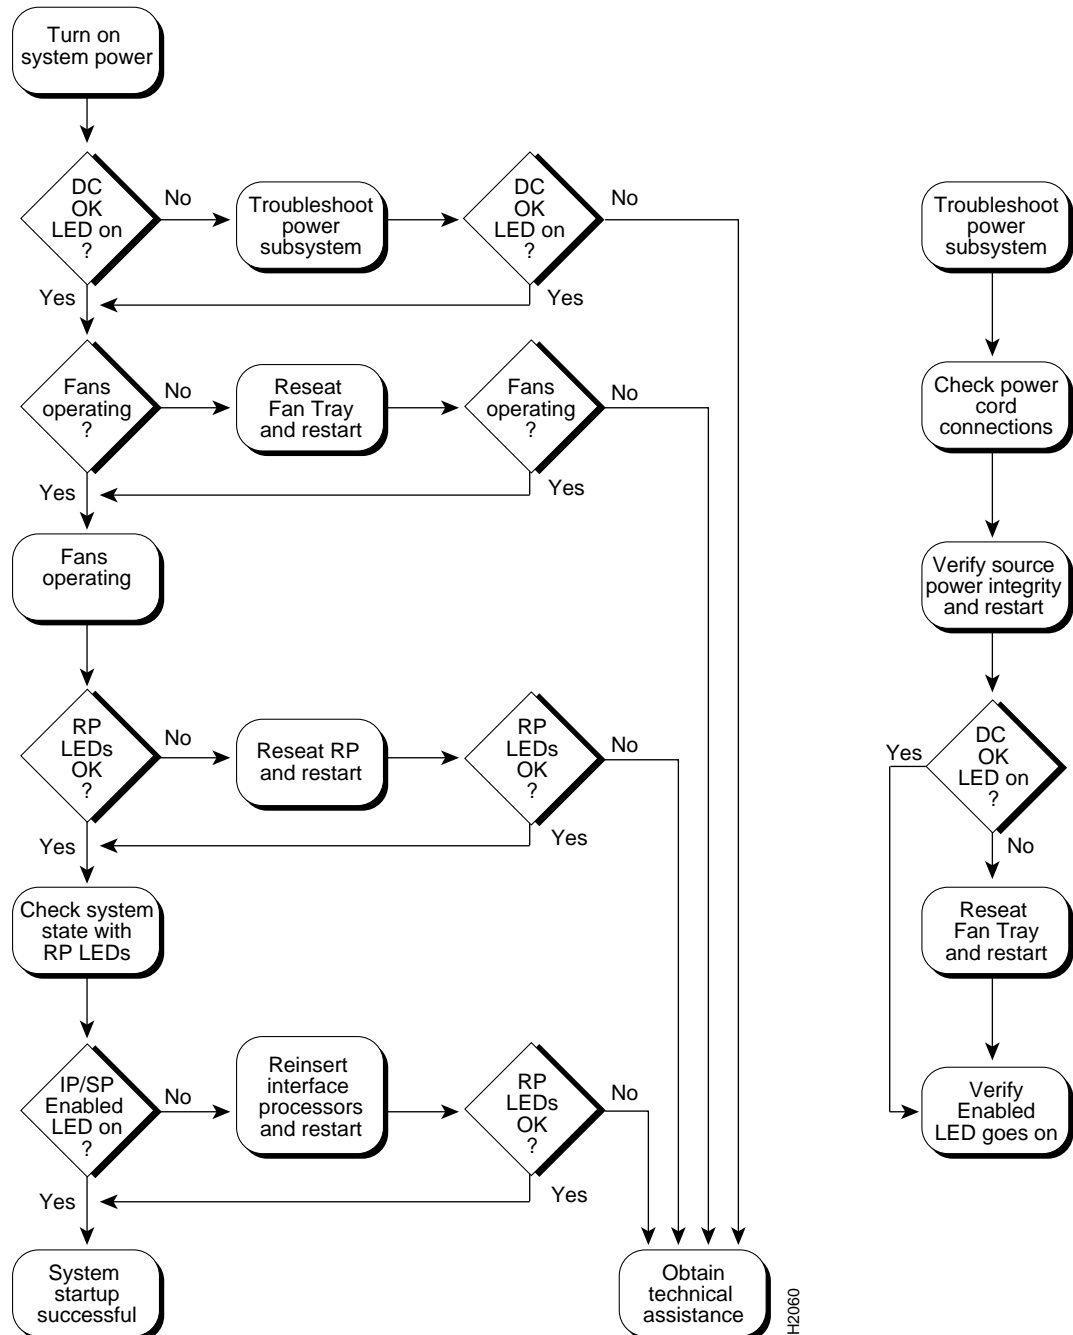 Turn on
system power
DC
OK
LED on
?
No
Troubleshoot
power
subsystem
DC
OK
LED on
?
No
Yes
Yes
Fans
operating
?
No
Reseat
Fan Tray
and restart
Fans
operating
?
No
Yes
Yes
Fans
operating
RP
LEDs
OK
?
No
Reseat RP
and restart
RP
LEDs
OK
?
No
Yes
Yes
Check system
state with
RP LEDs
IP/SP
Enabled
LED on
?
No
Reinsert
interface
processors
and restart
RP
LEDs
OK
?
No
Yes
Yes
System
startup
successful
Obtain
technical
assistance
H2060
Troubleshoot
power
subsystem
Check power
cord
connections
Verify source
power integrity
and restart
DC
OK
LED on
?
Yes
No
Reseat
Fan Tray
and restart
Verify
Enabled
LED goes on